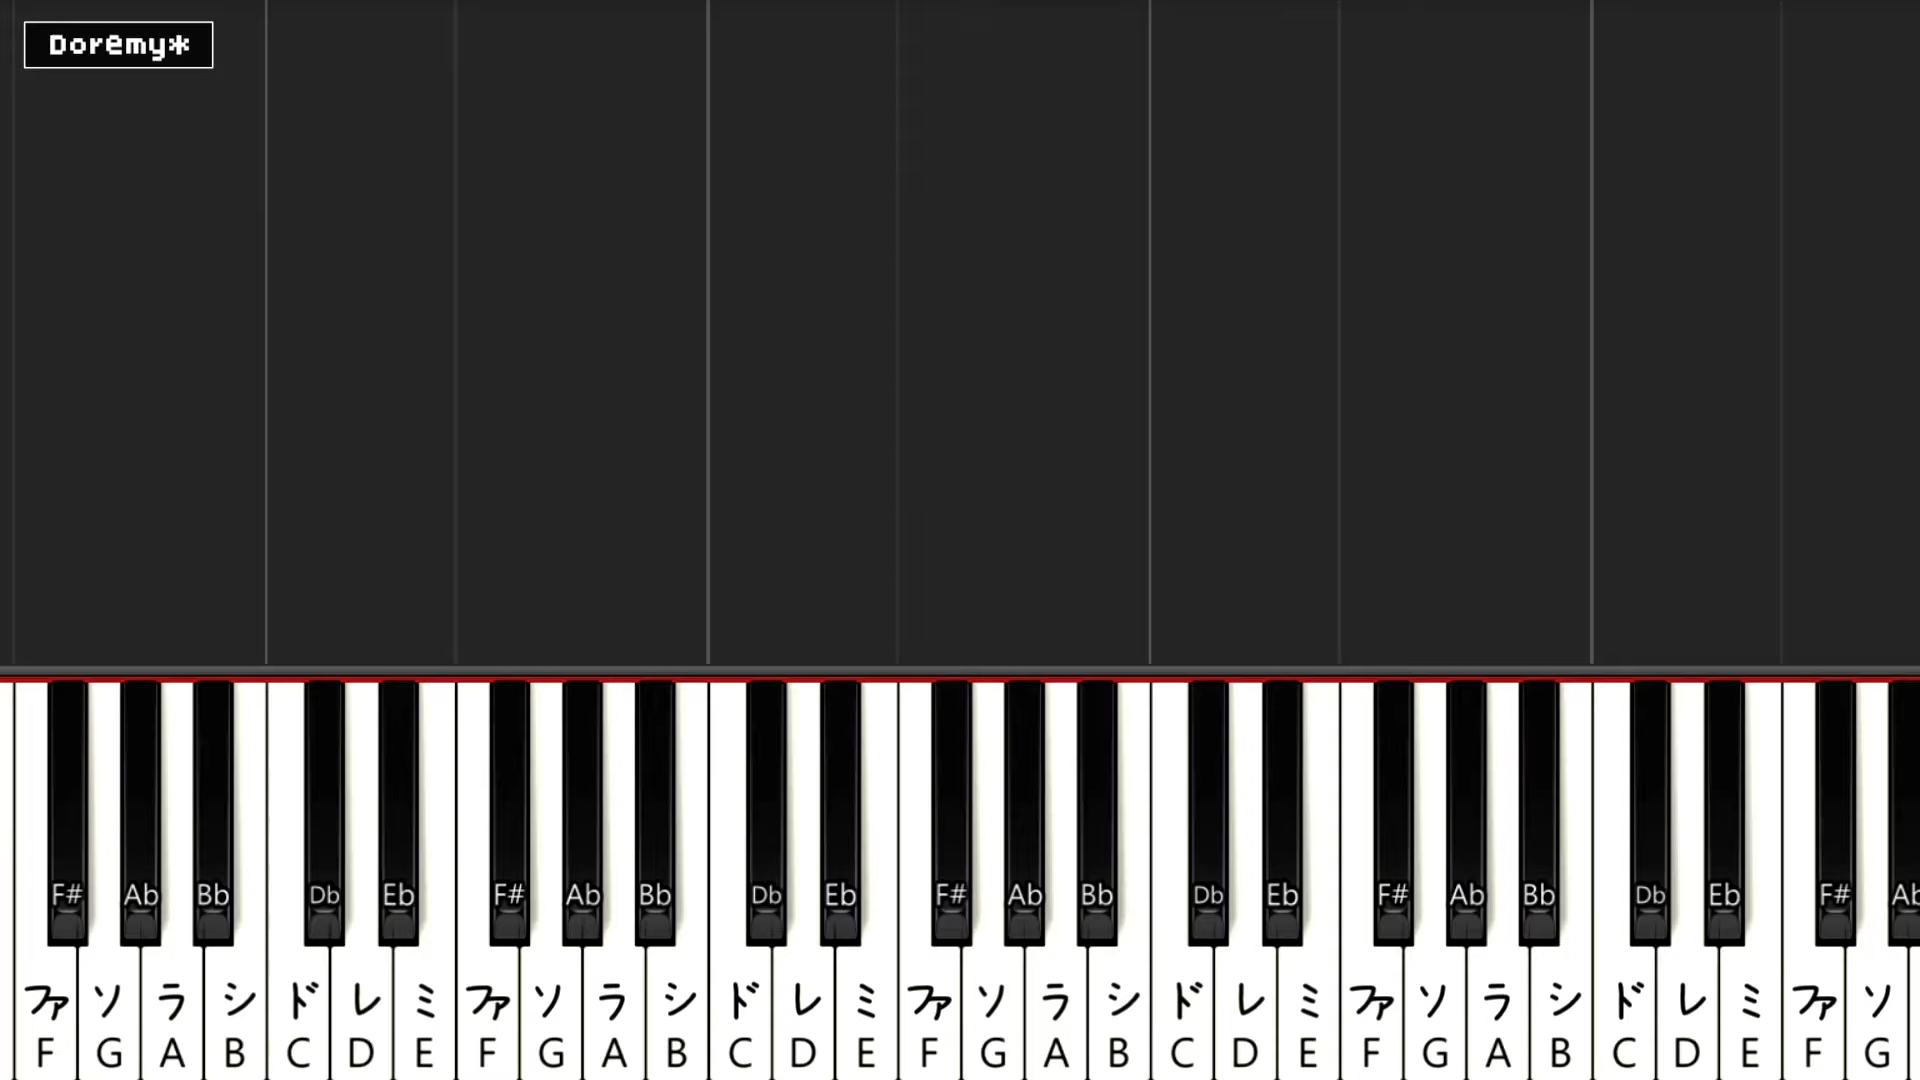 Dorēmy*
F# Ab Bb Db Eb F# Ab Bb Db Eb F# Ab Bb Db Eb F# Ab Bb Db Eb F# Ab
ファ ソ ラ シ ド レ ミ ファ ソ ラ シ ド レ ミ ファ ソ ラ シ ド レ ミ ファ ソ ラ シ ド レ ミ ファ ソ
F G A B C D E F G A B C D E F G A B C D E F G A B C D E F G